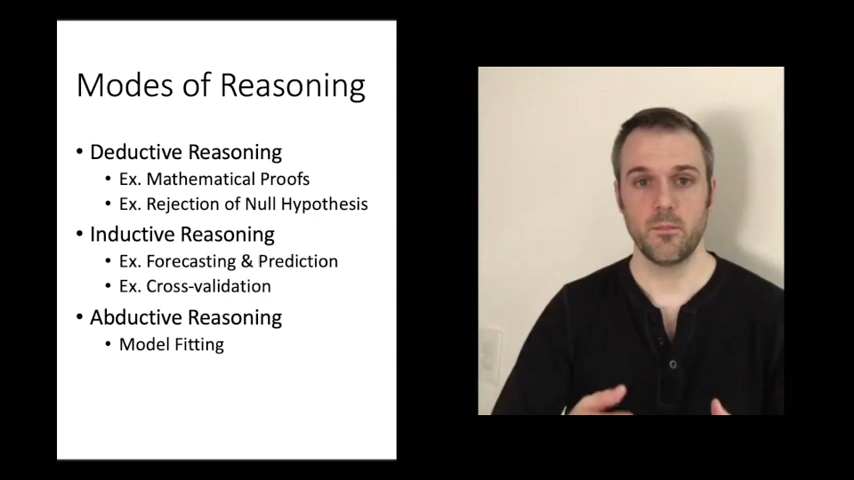 Modes of Reasoning
• Deductive Reasoning
• Ex. Mathematical Proofs
• Ex. Rejection of Null Hypothesis
• Inductive Reasoning
• Ex. Forecasting & Prediction
• Ex. Cross-validation
• Abductive Reasoning
• Model Fitting